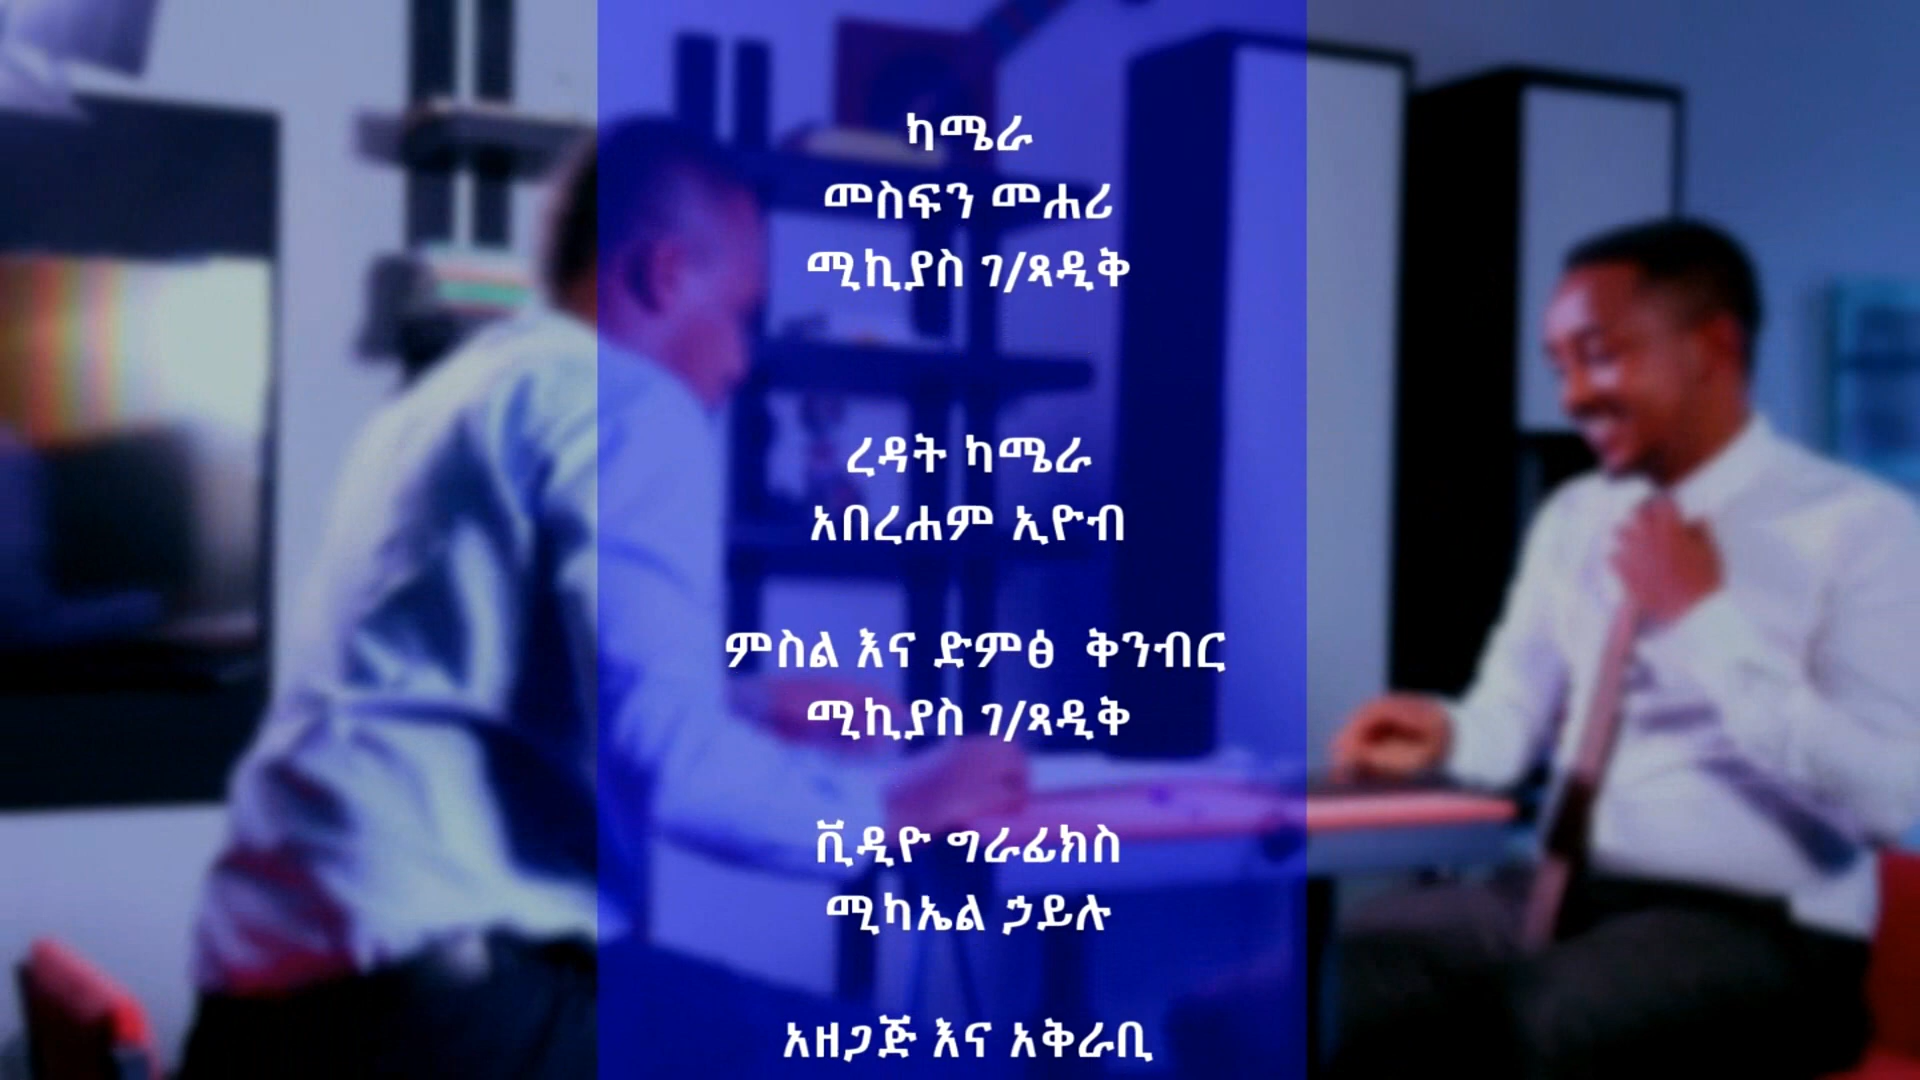 ካሜራ
መስፍን መሐሪ
ሚኪያስ ገ/ጻዲቅ
ረዳት ካሜራ
አበረሐም ኢዮብ
ምስል እና ድምፅ ቅንብር
ሚኪያስ ገ/ጻዲቅ
ቪዲዮ ግራፊክስ
ሚካኤል ኃይሉ
አዘጋጅ እና አቅራቢ